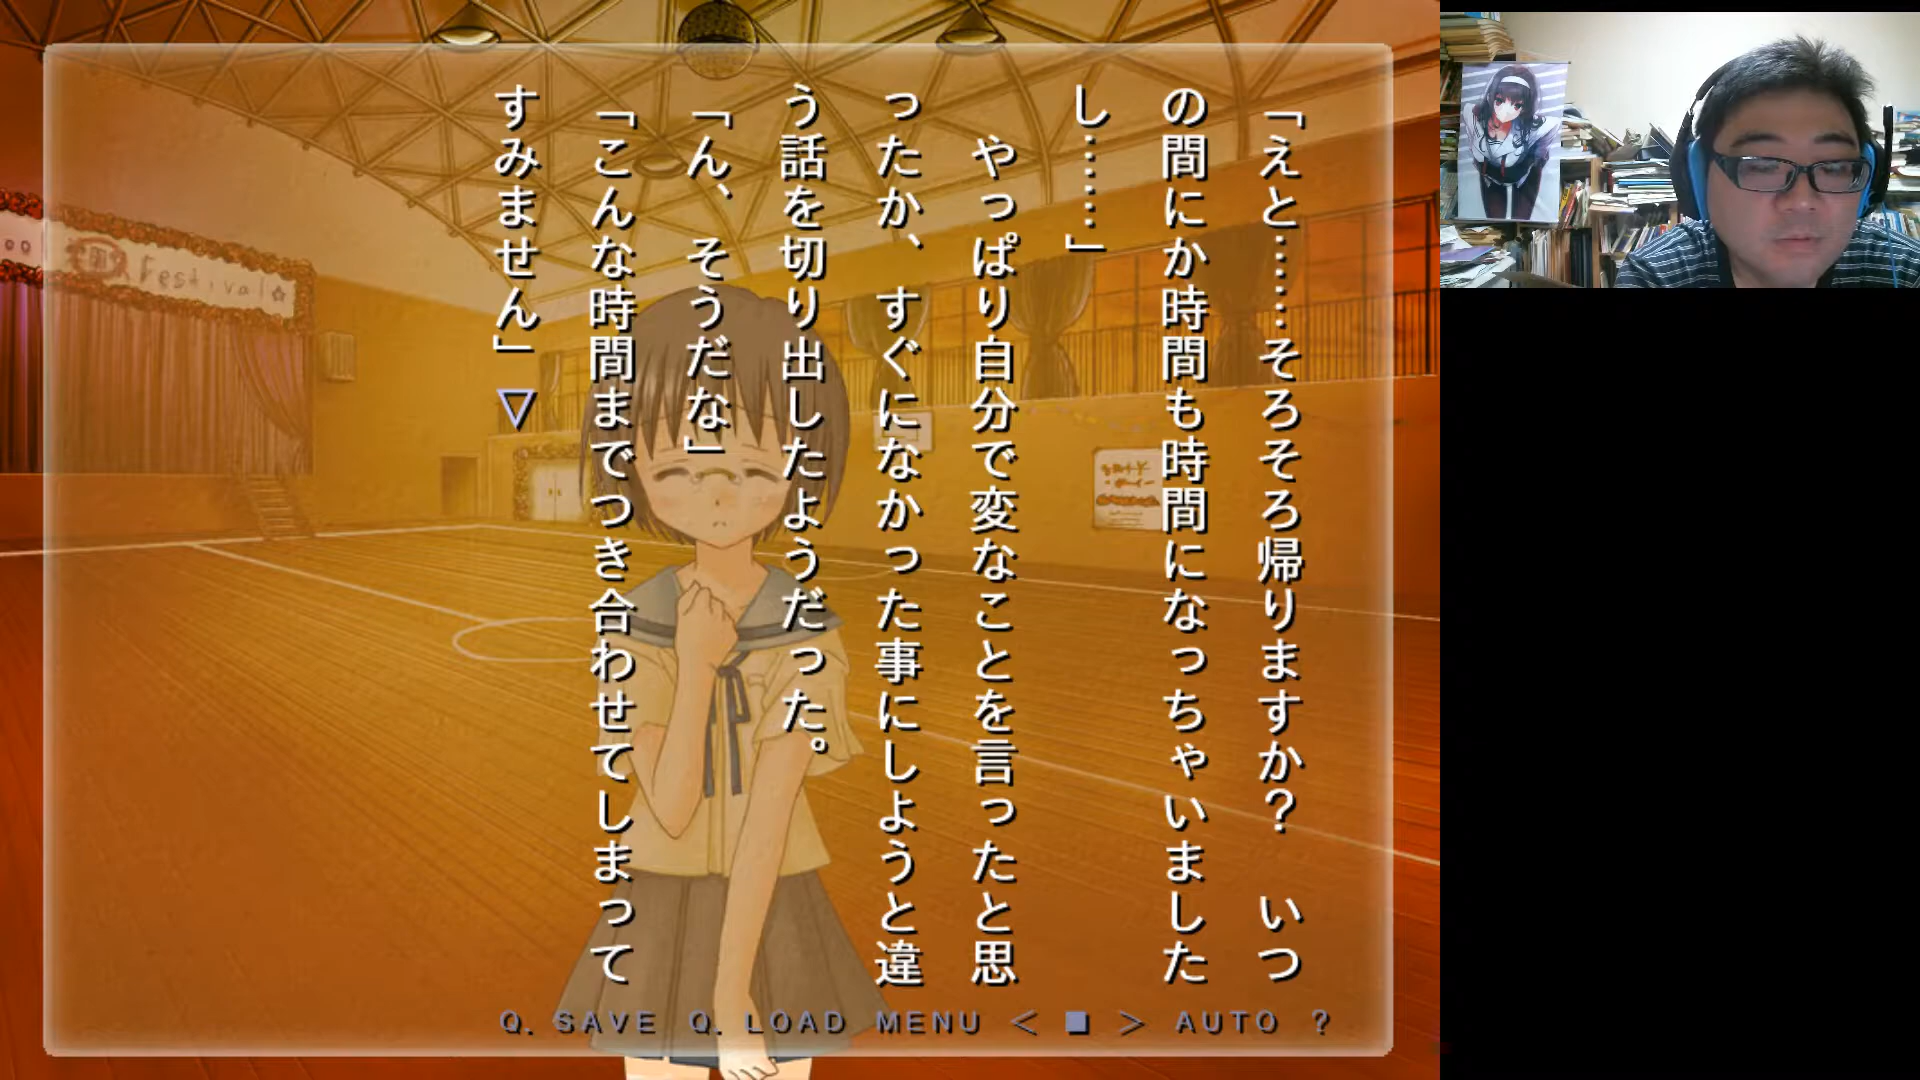 「えと……そろそろ帰りますか？　いつ
の間にか時間も時間になっちゃいました
し……」
　やっぱり自分で変なことを言ったと思
ったか、すぐになかった事にしようと違
う話を切り出したようだった。
「ん、そうだな」
「こんな時間までつき合わせてしまって
すみません」▽
Festival☆
Q. SAVE Q. LOAD MENU < ■ > AUTO ?